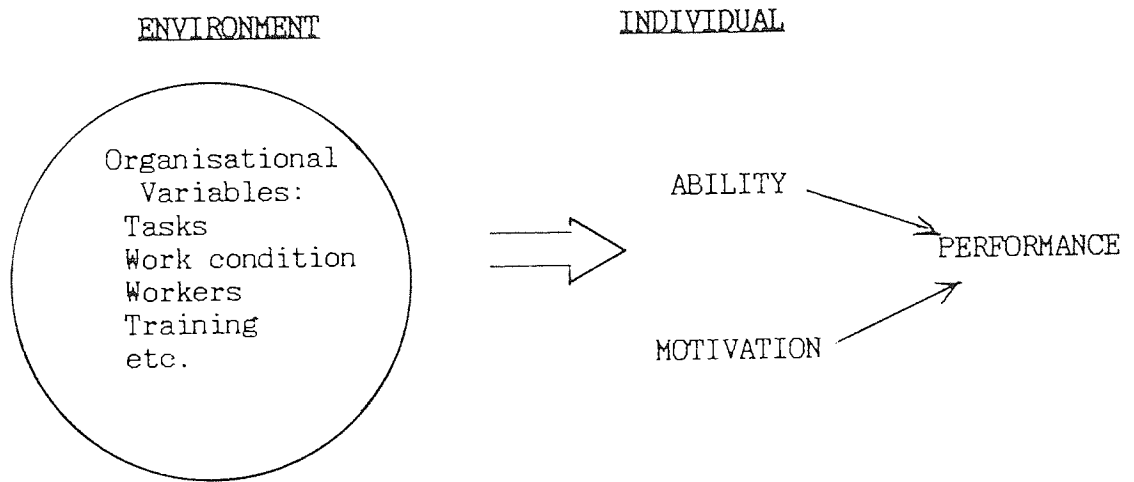 ENVIRONMENT
INDIVIDUAL
Organisational
Variables:
Tasks
Work condition
Workers
Training
etc.
ABILITY
PERFORMANCE
MOTIVATION